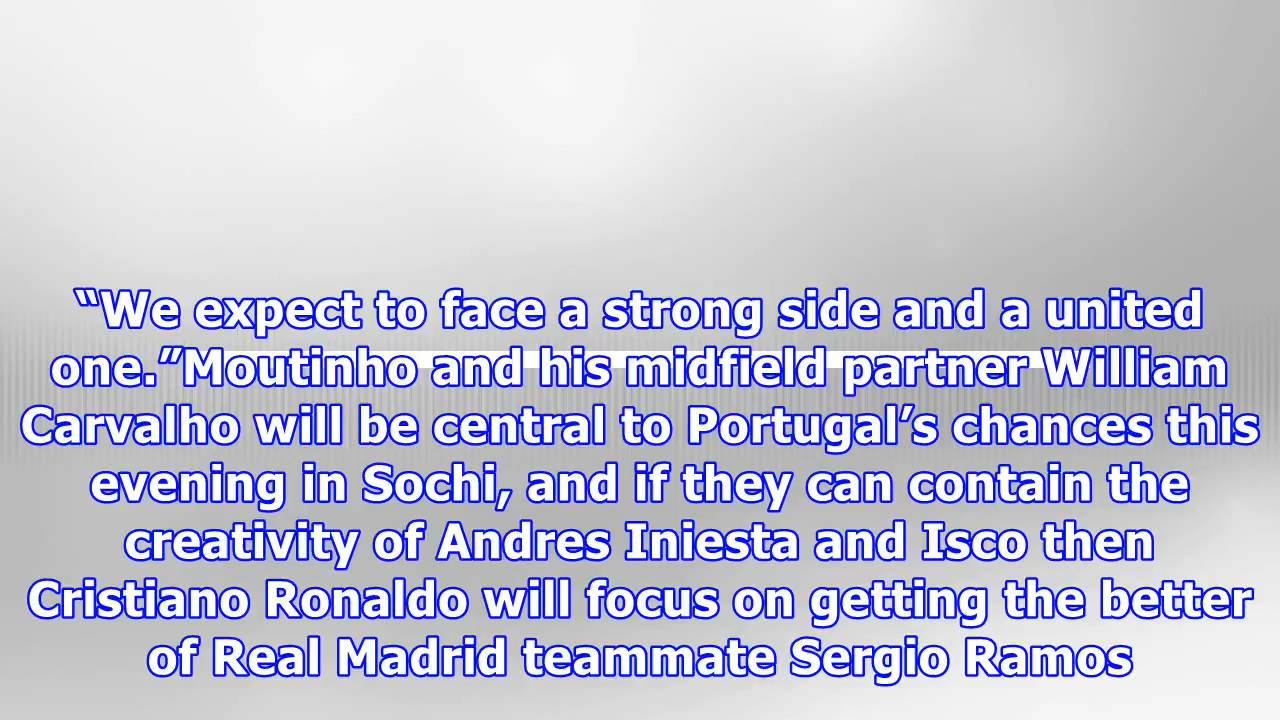 “We expect to face a strong side and a united
one.”Moutinho and his midfield partner William
Carvalho will be central to Portugal’s chances this
evening in Sochi, and if they can contain the
creativity of Andres Iniesta and Isco then
Cristiano Ronaldo will focus on getting the better
of Real Madrid teammate Sergio Ramos